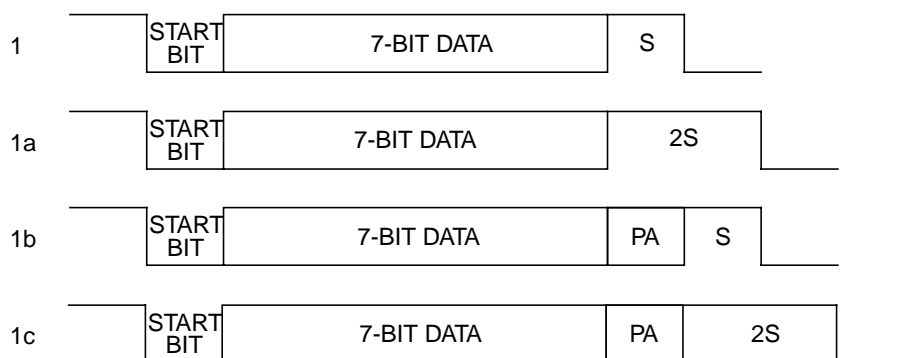 1 START BIT 7-BIT DATA S
1a START BIT 7-BIT DATA 2S
1b START BIT 7-BIT DATA PA S
1c START BIT 7-BIT DATA PA 2S